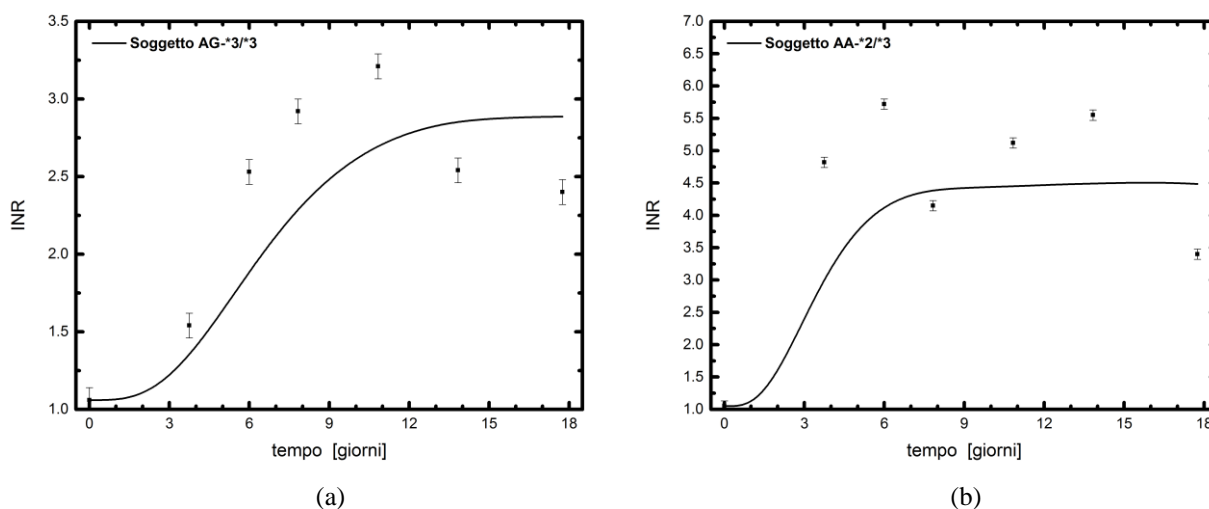 Soggetto AG-*3/*3
3.5
3.0
2.5
2.0
1.5
1.0
INR
0 3 6 9 12 15 18
tempo [giorni]
(a)
Soggetto AA-*2/*3
7.0
6.5
6.0
5.5
5.0
4.5
4.0
3.5
3.0
2.5
2.0
1.5
1.0
INR
0 3 6 9 12 15 18
tempo [giorni]
(b)